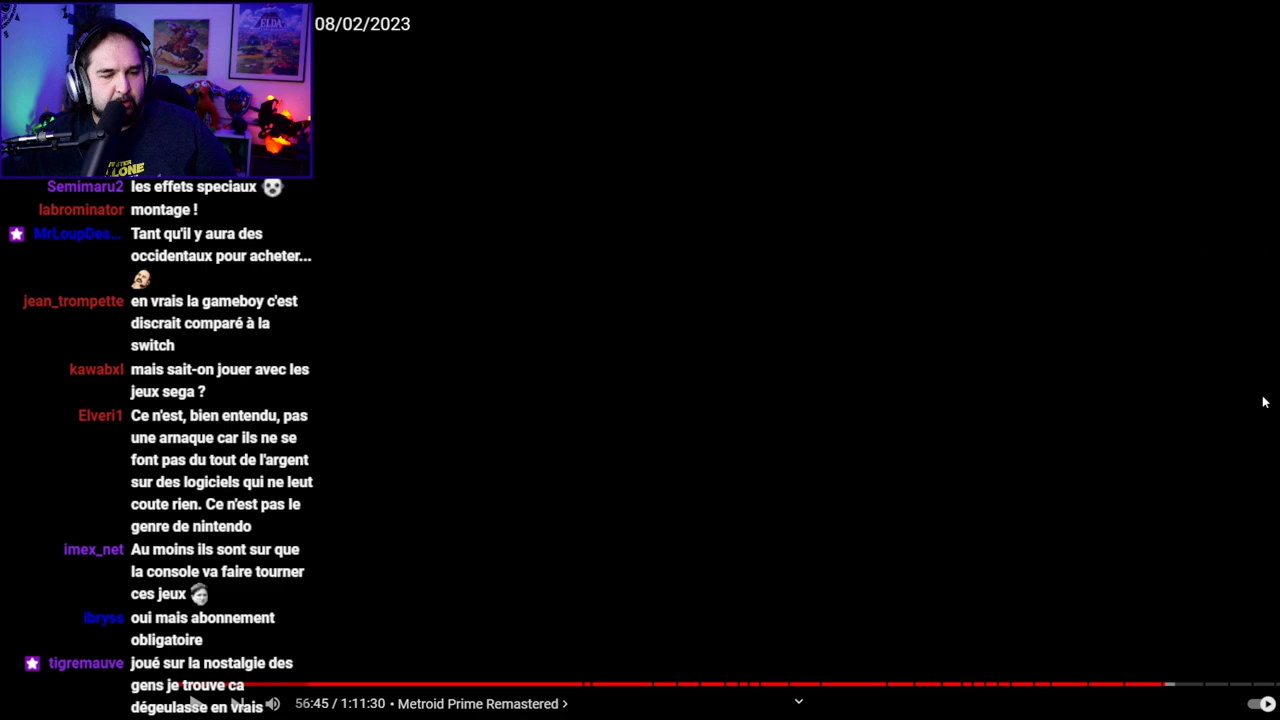 08/02/2023
ZELDA
CLONE
Semimaru2 les effets speciaux
labrominator montage !
MrLoupDes... Tant qu'il y aura des
occidentaux pour acheter...
jean_trompette en vrais la gameboy c'est
discrait comparé à la
switch
kawabxl mais sait-on jouer avec les
jeux sega ?
Elveri1 Ce n'est, bien entendu, pas
une arnaque car ils ne se
font pas du tout de l'argent
sur des logiciels qui ne leut
coute rien. Ce n'est pas le
genre de nintendo
imex_net Au moins ils sont sur que
la console va faire tourner
ces jeux
lbryss oui mais abonnement
obligatoire
tigremauve joué sur la nostalgie des
gens je trouve ca
dégeulasse en vrais
56:45 / 1:11:30 • Metroid Prime Remastered >